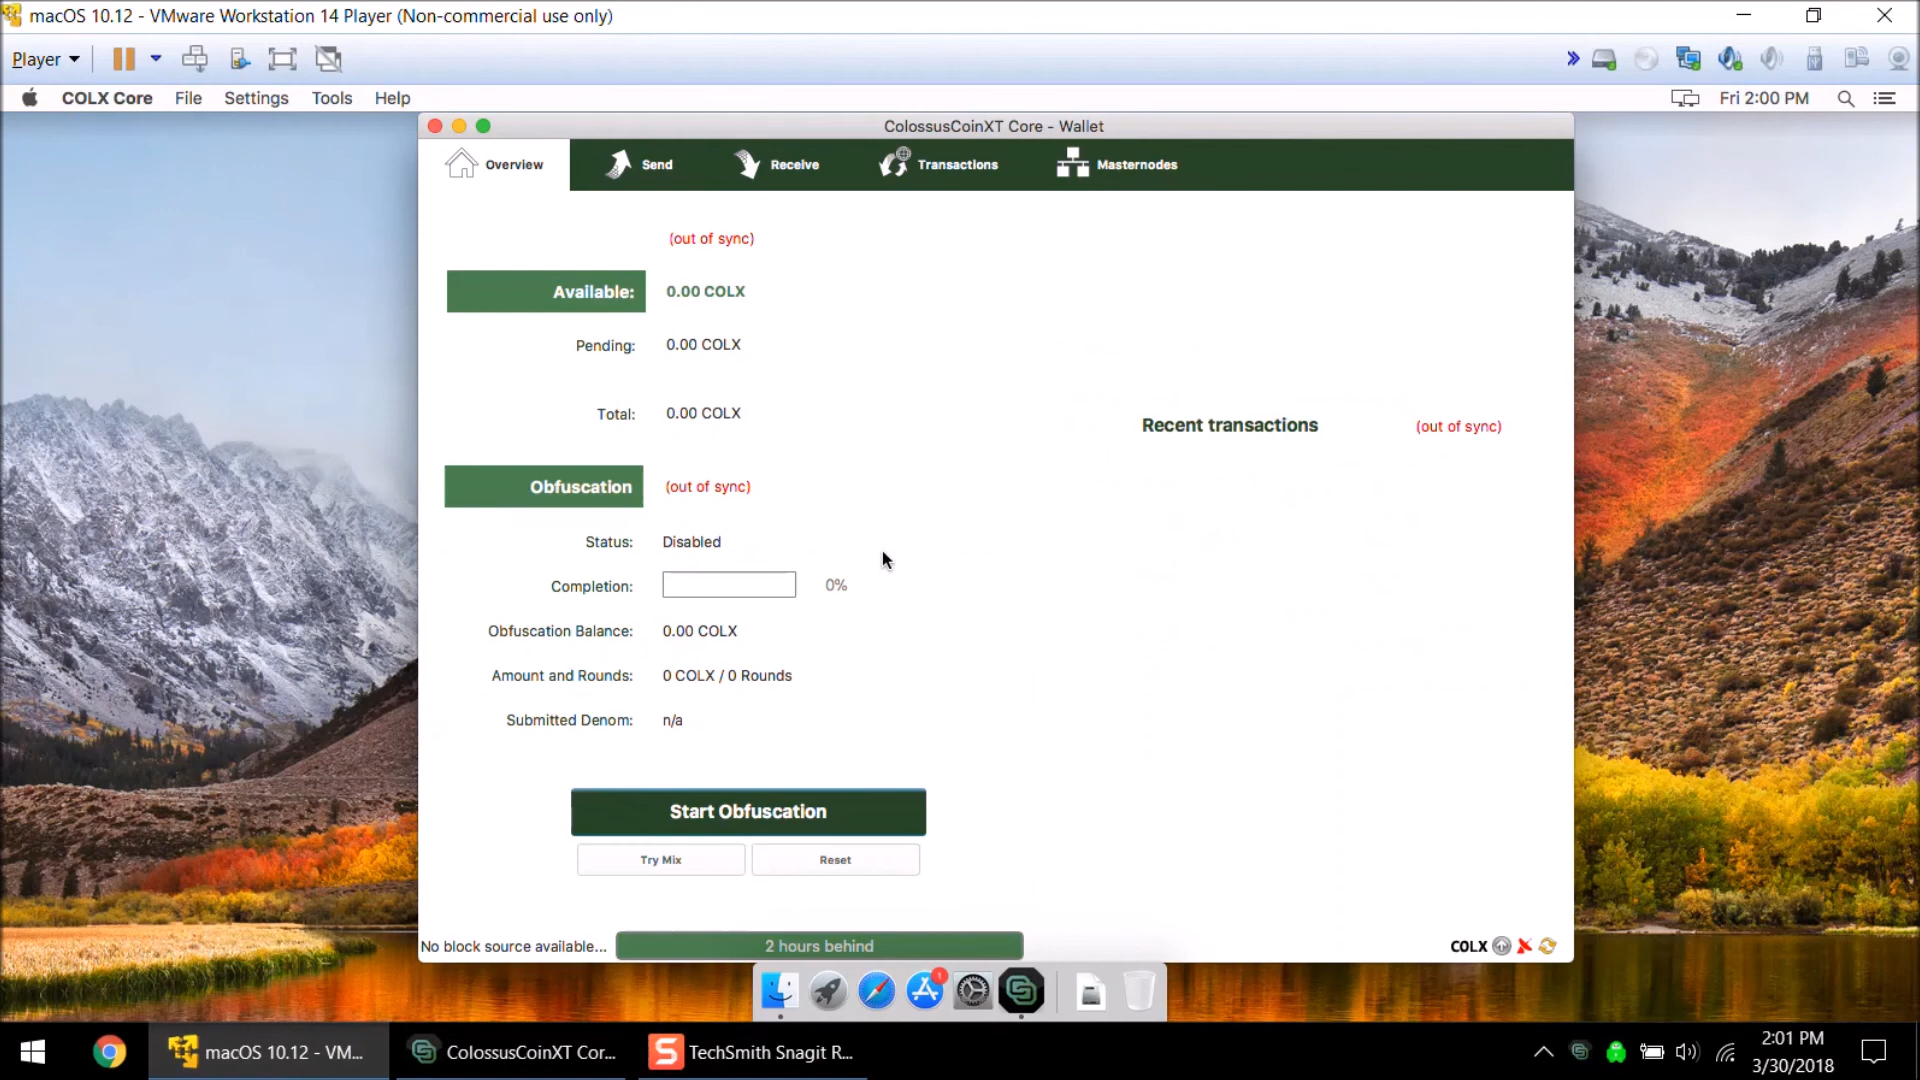 macOS 10.12 - VMware Workstation 14 Player (Non-commercial use only)
Player
COLX Core File Settings Tools Help
Fri 2:00 PM
ColossusCoinXT Core - Wallet
Overview
Send
Receive
Transactions
Masternodes
(out of sync)
Available: 0.00 COLX
Pending: 0.00 COLX
Total: 0.00 COLX
Recent transactions (out of sync)
Obfuscation (out of sync)
Status: Disabled
Completion: 0%
Obfuscation Balance: 0.00 COLX
Amount and Rounds: 0 COLX / 0 Rounds
Submitted Denom: n/a
Start Obfuscation
Try Mix
Reset
No block source available... 2 hours behind
COLX
1
macOS 10.12 - VM...
ColossusCoinXT Cor...
S TechSmith Snagit R...
2:01 PM
3/30/2018